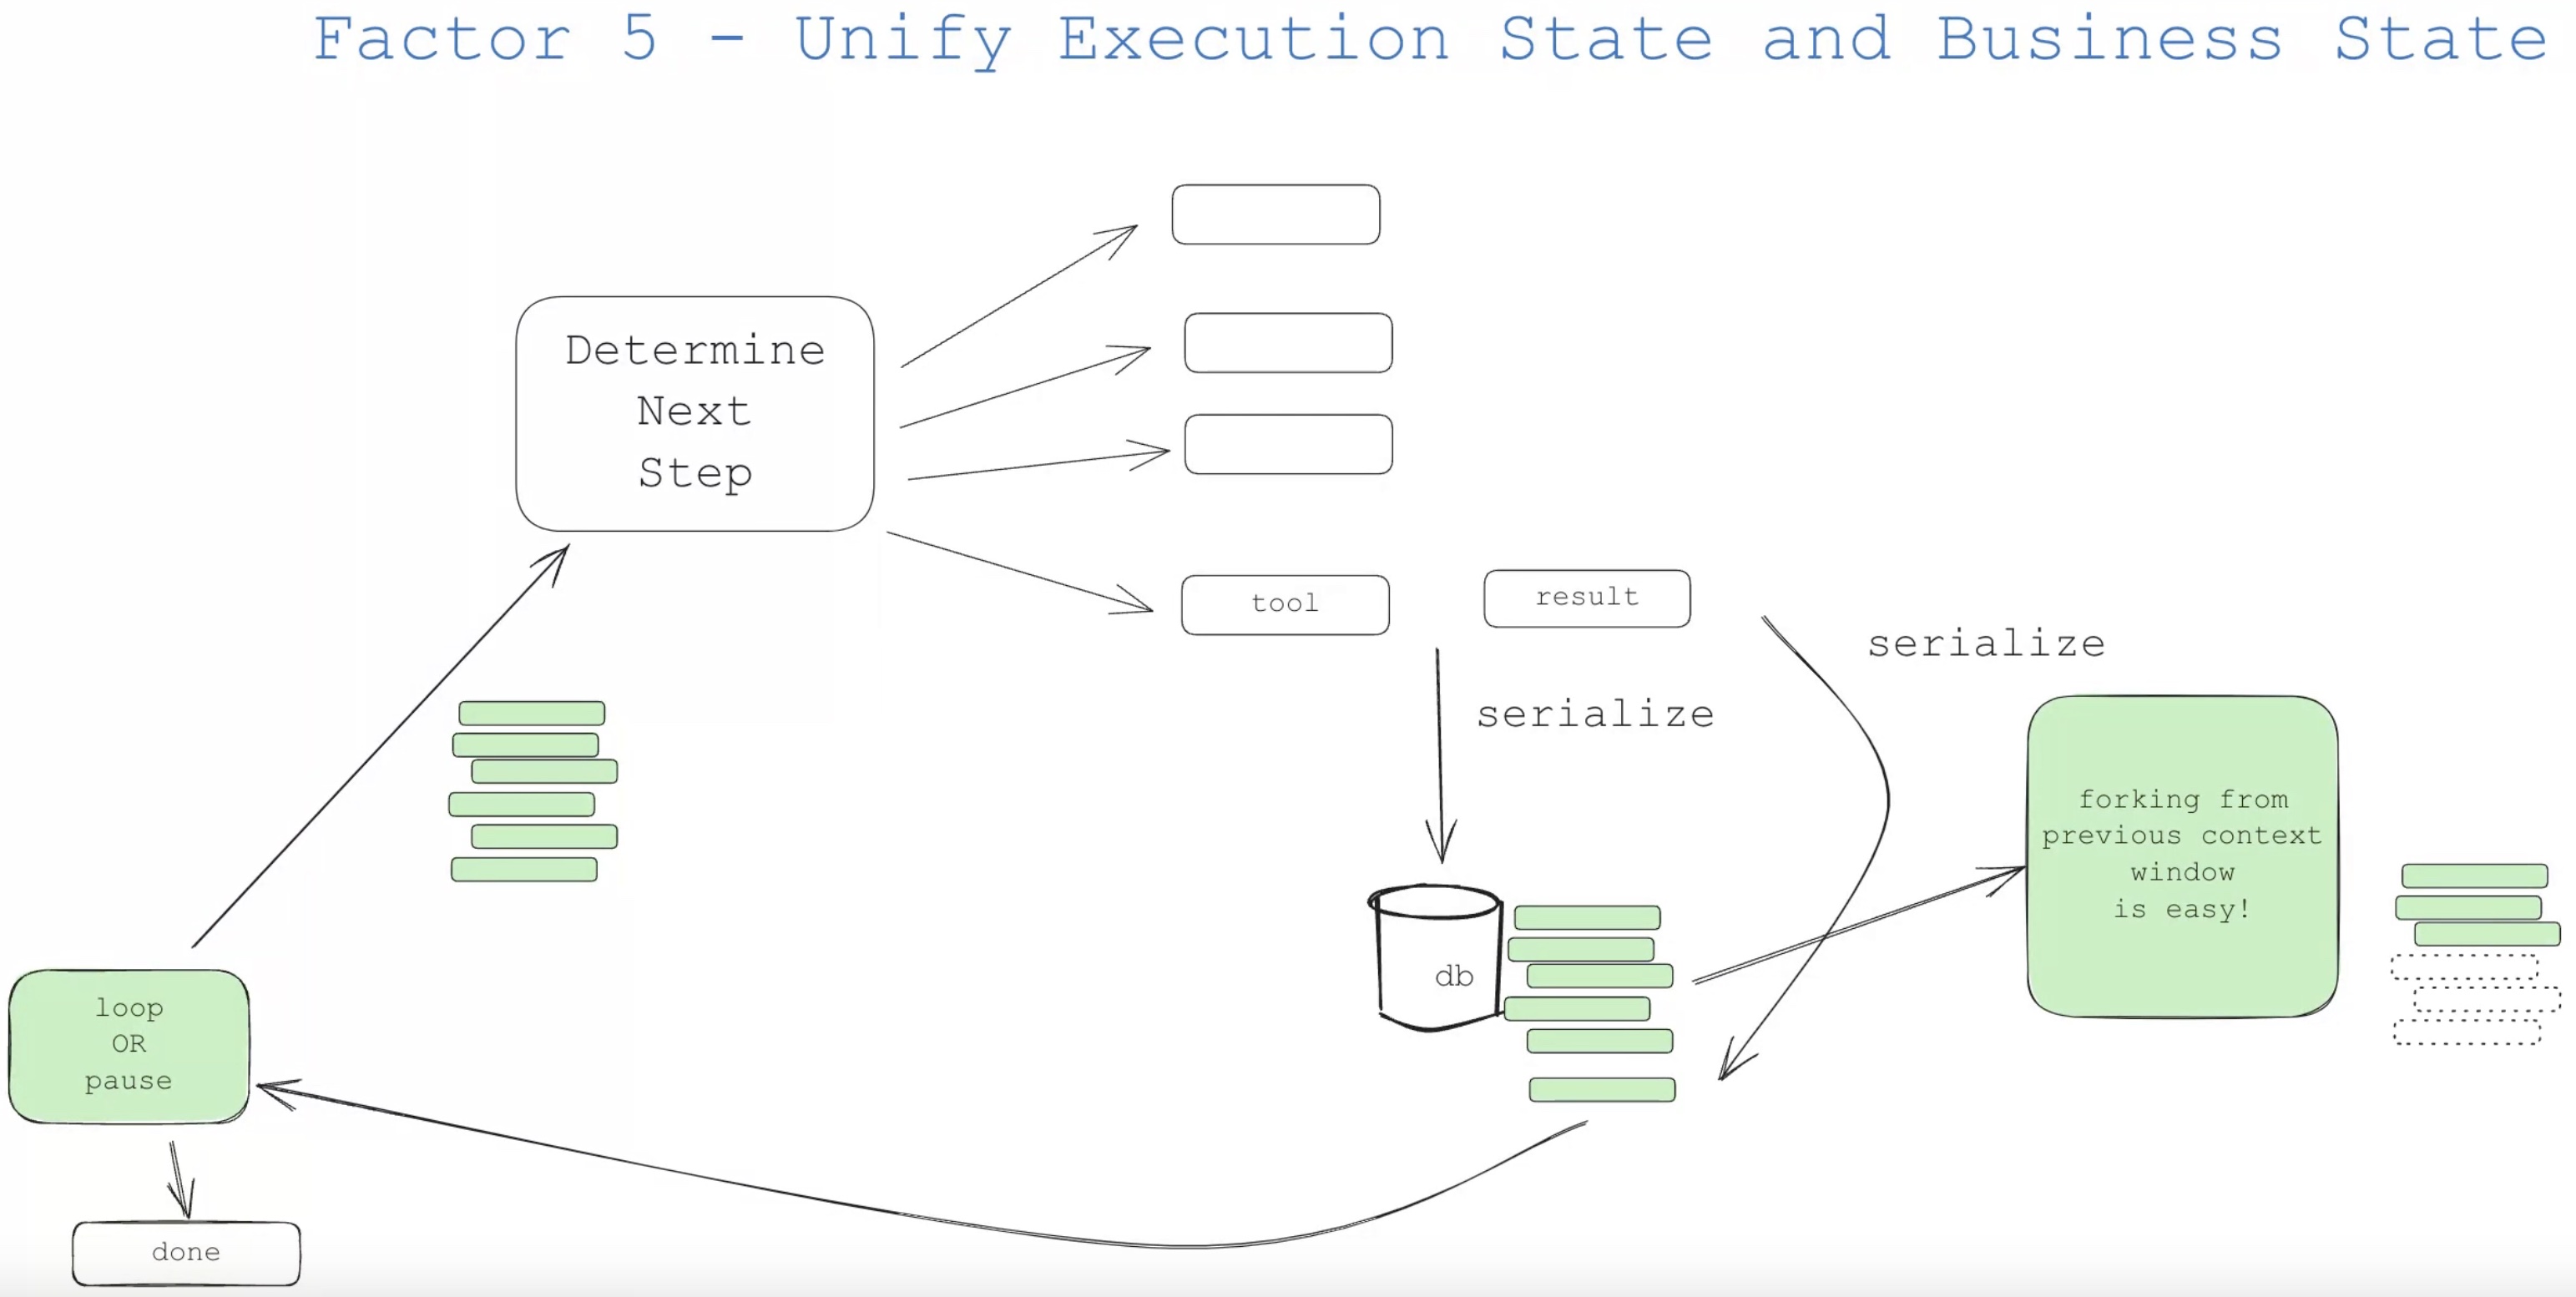 Factor 5 - Unify Execution State and Business State
Determine
Next
Step
tool
result
serialize
serialize
forking from
previous context
window
is easy!
db
loop
OR
pause
done